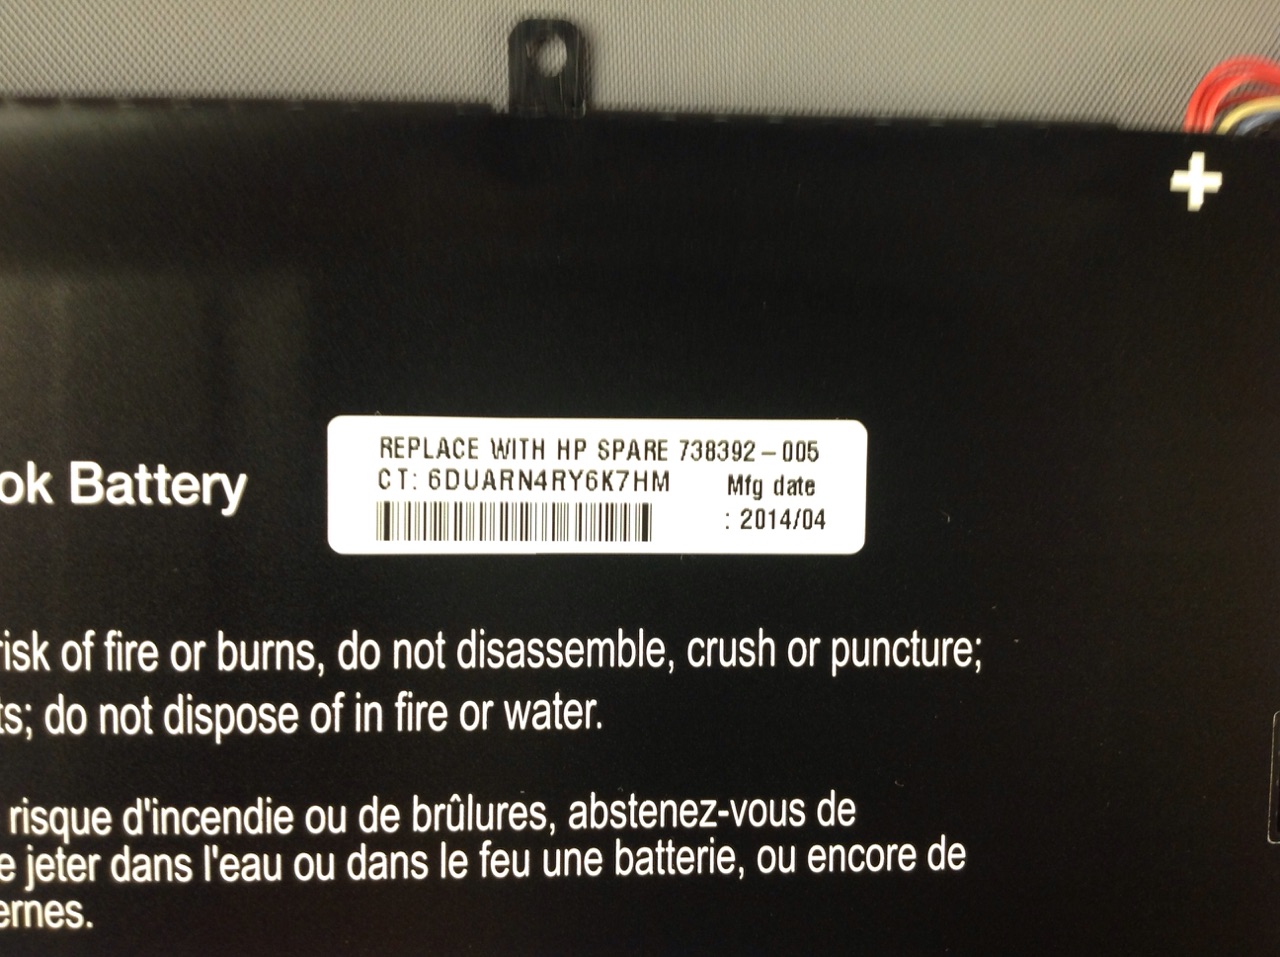 REPLACE WITH HP SPARE 738392-005
CT: 6DUARN4RY6K7HM
Mfg date
: 2014/04
ok Battery
risk of fire or burns, do not disassemble, crush or puncture;
ts; do not dispose of in fire or water.
risque d'incendie ou de brûlures, abstenez-vous de
e jeter dans l'eau ou dans le feu une batterie, ou encore de
ernes.